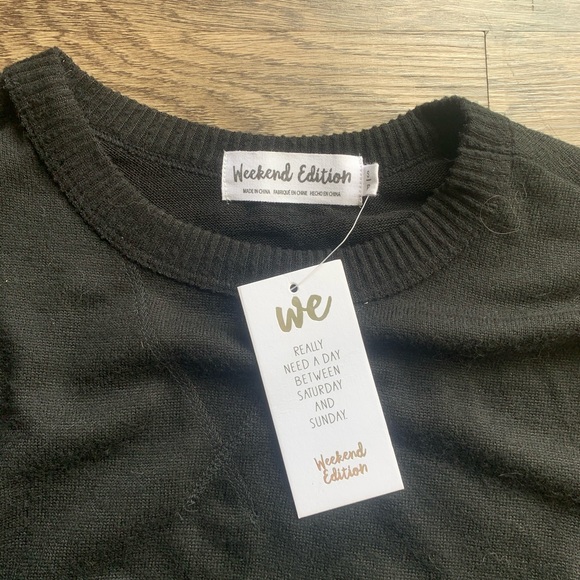 Weekend Edition
MADE IN CHINA FABRIQUÉ EN CHINE HECHO EN CHINA
we
REALLY
NEED A DAY
BETWEEN
SATURDAY
AND
SUNDAY.
Weekend
Edition